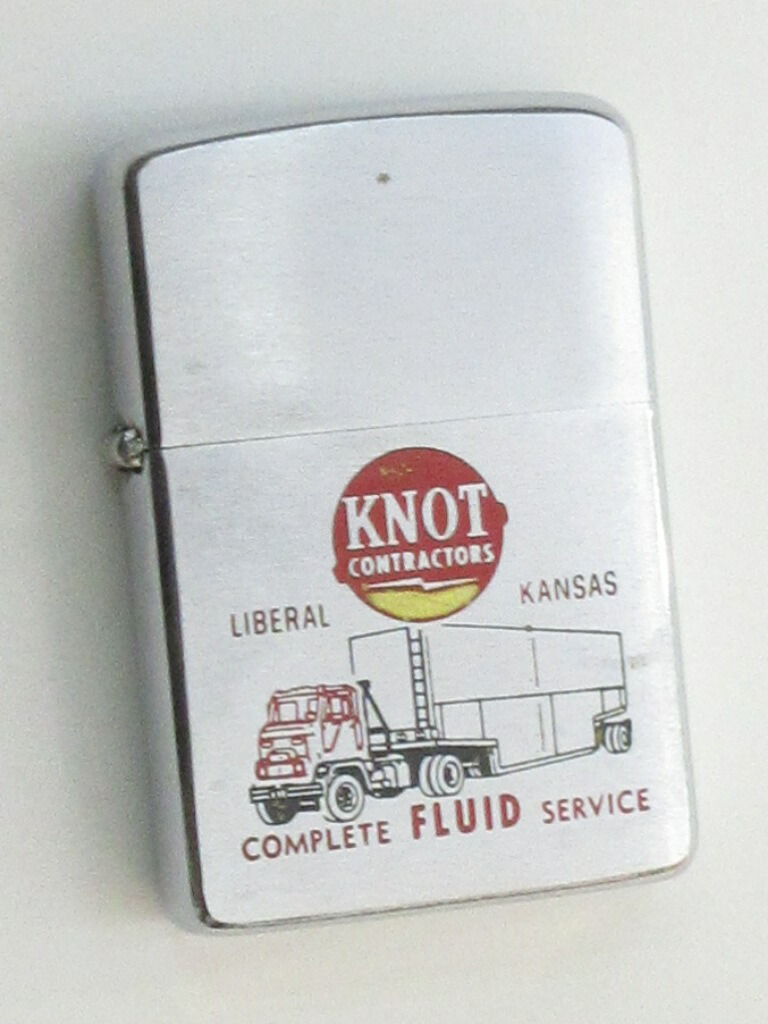 KNOT
CONTRACTORS
LIBERAL KANSAS
COMPLETE FLUID SERVICE